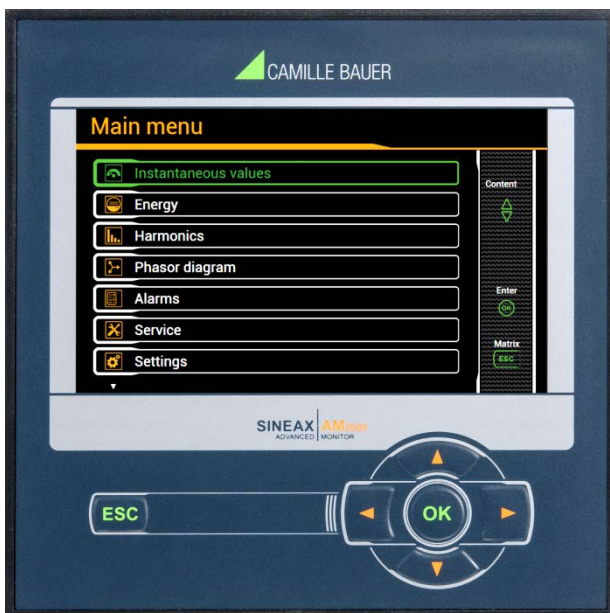 CAMILLE BAUER
Main menu
Instantaneous values
Content
Energy
Harmonics
Phasor diagram
Alarms
Enter
OK
Service
Matrix
ESC
Settings
SINEAX AM2000
ADVANCED MONITOR
ESC
OK